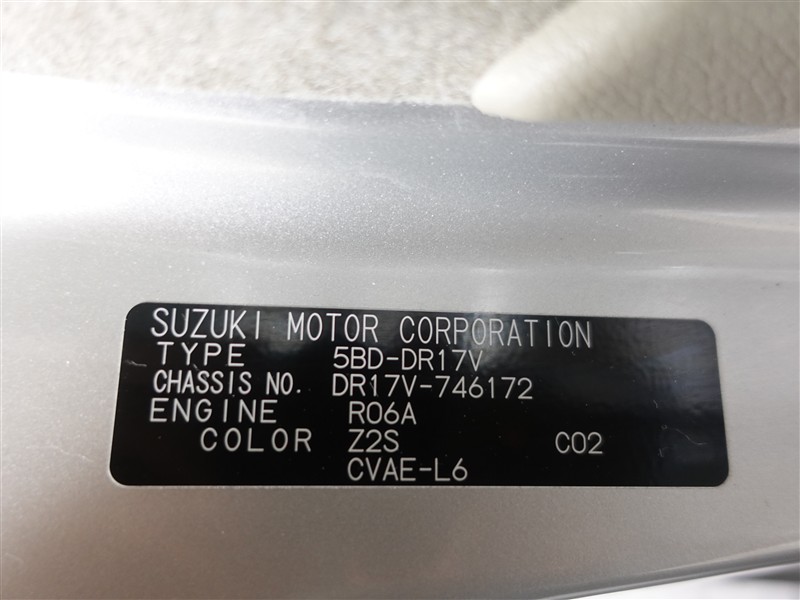 SUZUKI MOTOR CORPORATION
TYPE 5BD-DR17V
CHASSIS NO. DR17V-746172
ENGINE R06A
COLOR Z2S C02
CVAE-L6